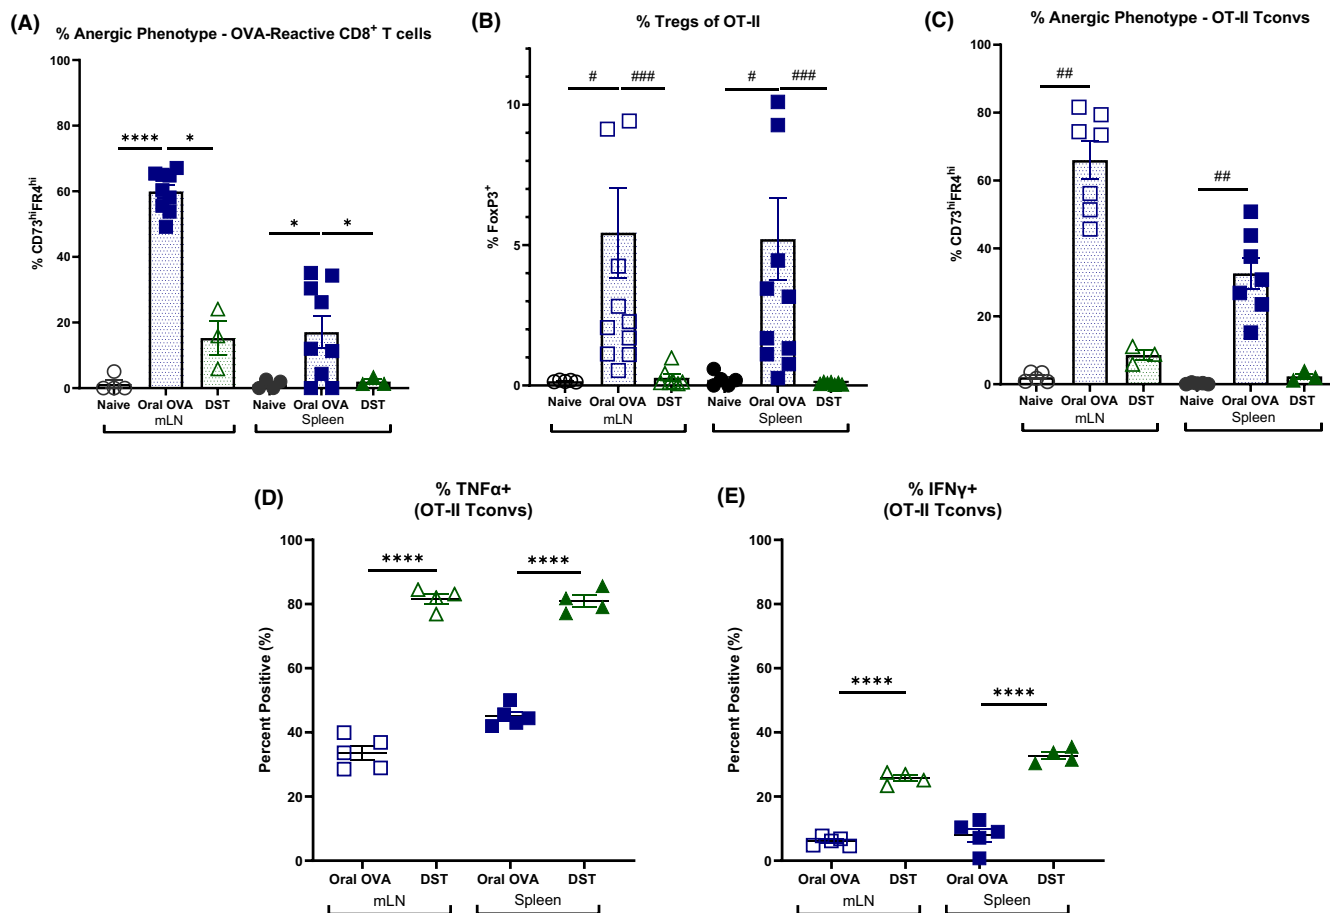 (A)
% Anergic Phenotype - OVA-Reactive CD8⁺ T cells
% CD73ʰⁱFR4ʰⁱ
100
80
60
40
20
0
**** *
* *
Naive Oral OVA DST Naive Oral OVA DST
mLN Spleen
(B)
% Tregs of OT-II
% FoxP3⁺
10
5
0
# ### # ###
Naive Oral OVA DST Naive Oral OVA DST
mLN Spleen
(C)
% Anergic Phenotype - OT-II Tconvs
% CD73ʰⁱFR4ʰⁱ
100
80
60
40
20
0
##
##
Naive Oral OVA DST Naive Oral OVA DST
mLN Spleen
(D)
% TNFα+
(OT-II Tconvs)
Percent Positive (%)
100
80
60
40
20
0
**** ****
Oral OVA DST Oral OVA DST
mLN Spleen
(E)
% IFNγ+
(OT-II Tconvs)
Percent Positive (%)
100
80
60
40
20
0
**** ****
Oral OVA DST Oral OVA DST
mLN Spleen